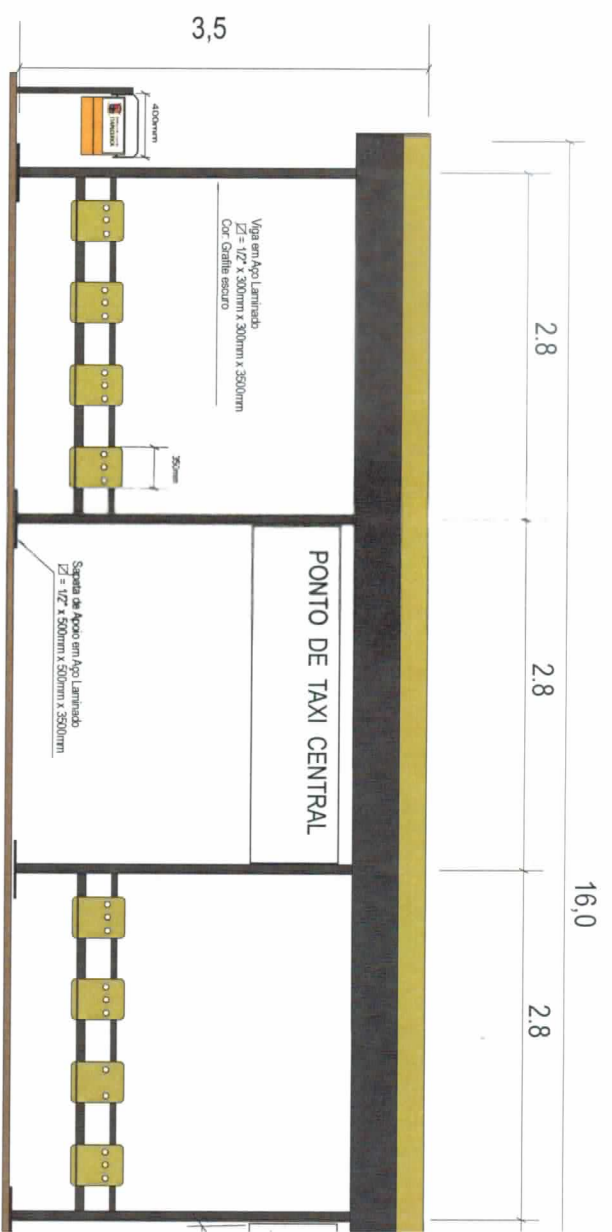 16,0
2.8
2.8
2.8
3,5
PONTO DE TAXI CENTRAL
400mm
Viga em Aço Laminado
= 1/2" x 300mm x 300mm x 3500mm
Cor: Grafite escuro
350mm
Sapata de Apoio em Aço Laminado
= 1/2" x 500mm x 500mm x 3500mm